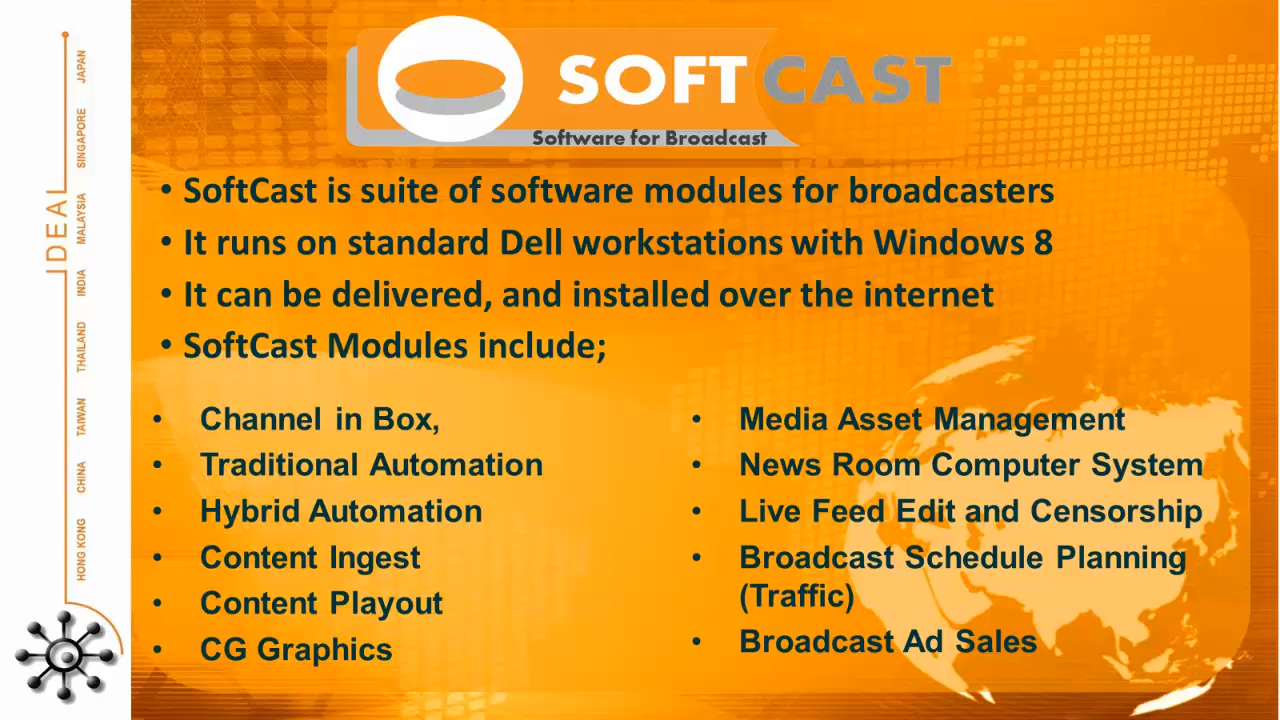 SOFTCAST
Software for Broadcast
• SoftCast is suite of software modules for broadcasters
• It runs on standard Dell workstations with Windows 8
• It can be delivered, and installed over the internet
• SoftCast Modules include;
• Channel in Box,
• Traditional Automation
• Hybrid Automation
• Content Ingest
• Content Playout
• CG Graphics
• Media Asset Management
• News Room Computer System
• Live Feed Edit and Censorship
• Broadcast Schedule Planning
(Traffic)
• Broadcast Ad Sales
IDEAL
HONG KONG CHINA TAIWAN THAILAND INDIA MALAYSIA SINGAPORE JAPAN